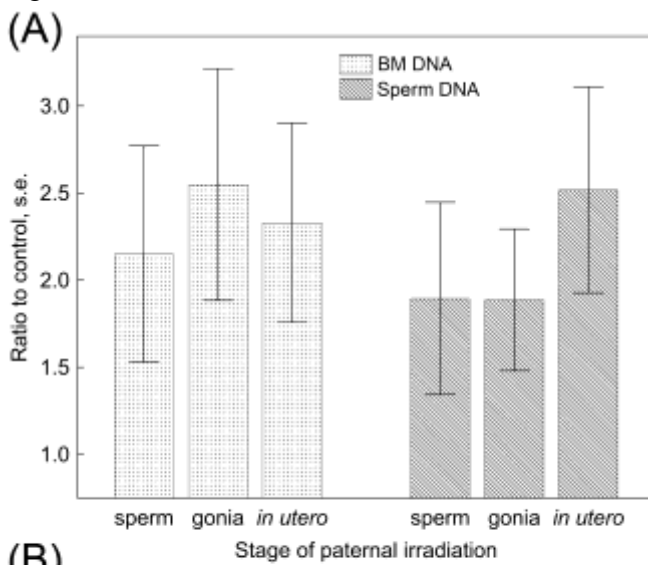 (A)
BM DNA
Sperm DNA
Ratio to control, s.e.
3.0
2.5
2.0
1.5
1.0
sperm gonia in utero sperm gonia in utero
Stage of paternal irradiation
(B)